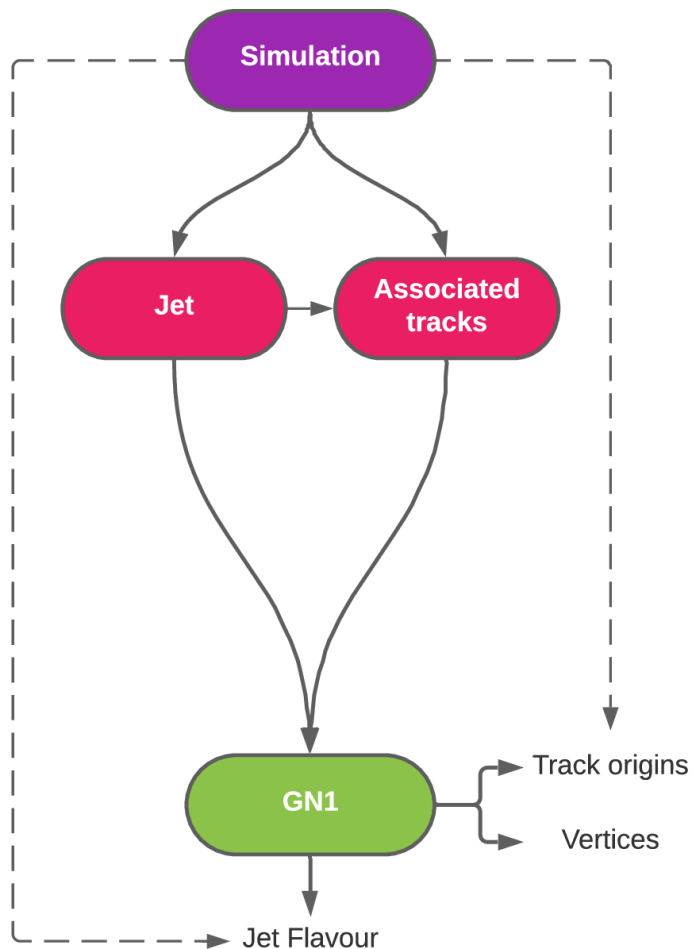 Simulation
Jet
Associated
tracks
GN1
Track origins
Vertices
Jet Flavour